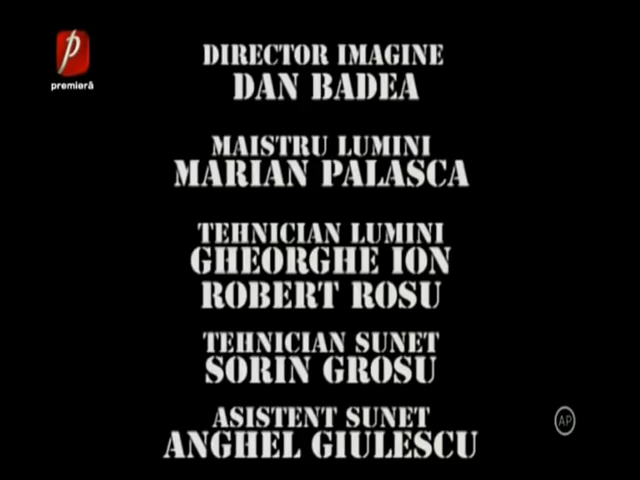 p
premieră
DIRECTOR IMAGINE
DAN BADEA
MAISTRU LUMINI
MARIAN PALASCA
TEHNICIAN LUMINI
GHEORGHE ION
ROBERT ROSU
TEHNICIAN SUNET
SORIN GROSU
ASISTENT SUNET
ANGHEL GIULESCU
AP